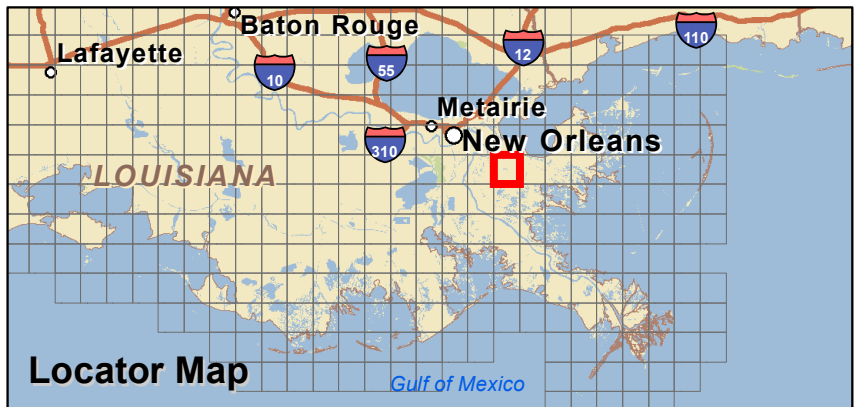 Baton Rouge
110
Lafayette
12
55
10
Metairie
New Orleans
310
LOUISIANA
Locator Map
Gulf of Mexico